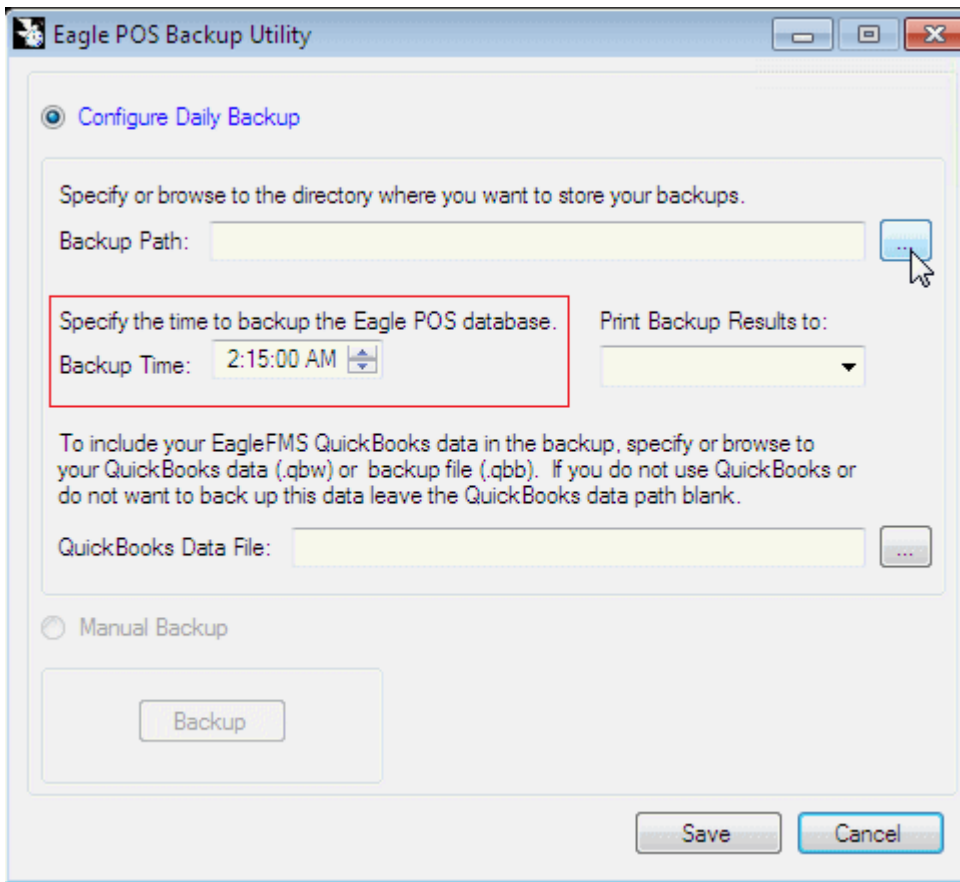 Eagle POS Backup Utility
Configure Daily Backup
Specify or browse to the directory where you want to store your backups.
Backup Path:
...
Specify the time to backup the Eagle POS database.
Backup Time: 2:15:00 AM
Print Backup Results to:
To include your EagleFMS QuickBooks data in the backup, specify or browse to
your QuickBooks data (.qbw) or backup file (.qbb). If you do not use QuickBooks or
do not want to back up this data leave the QuickBooks data path blank.
QuickBooks Data File:
...
Manual Backup
Backup
Save
Cancel